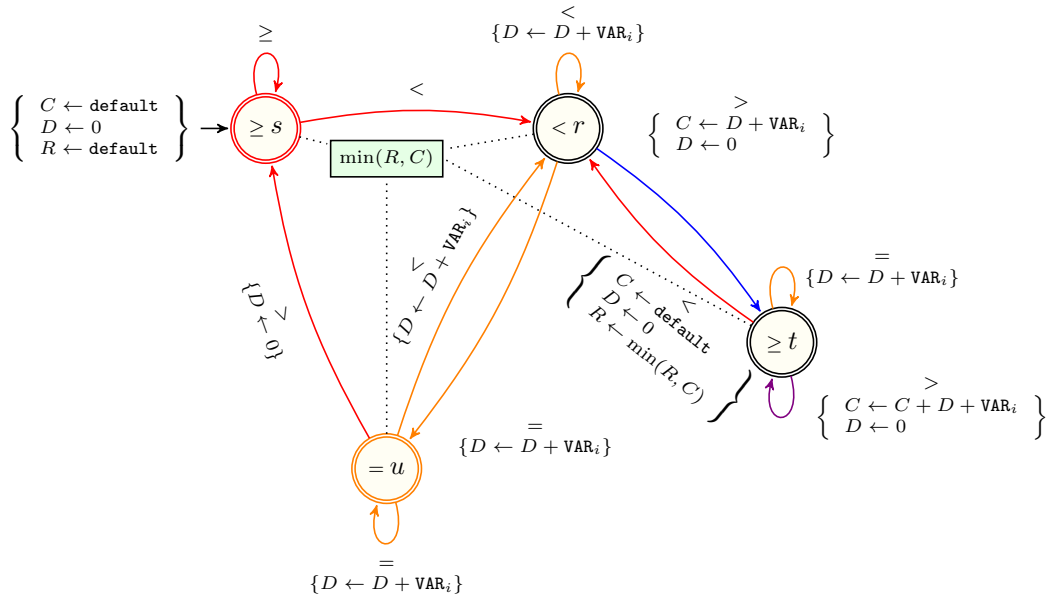 ≥
<
{D ← D + VAR_i}
C ← default
D ← 0
R ← default
≥ s
<
< r
>
C ← D + VAR_i
D ← 0
min(R, C)
<
{D ← D + VAR_i}
>
{D ← 0}
<
C ← default
D ← 0
R ← min(R, C)
=
{D ← D + VAR_i}
≥ t
>
C ← C + D + VAR_i
D ← 0
=
{D ← D + VAR_i}
= u
=
{D ← D + VAR_i}